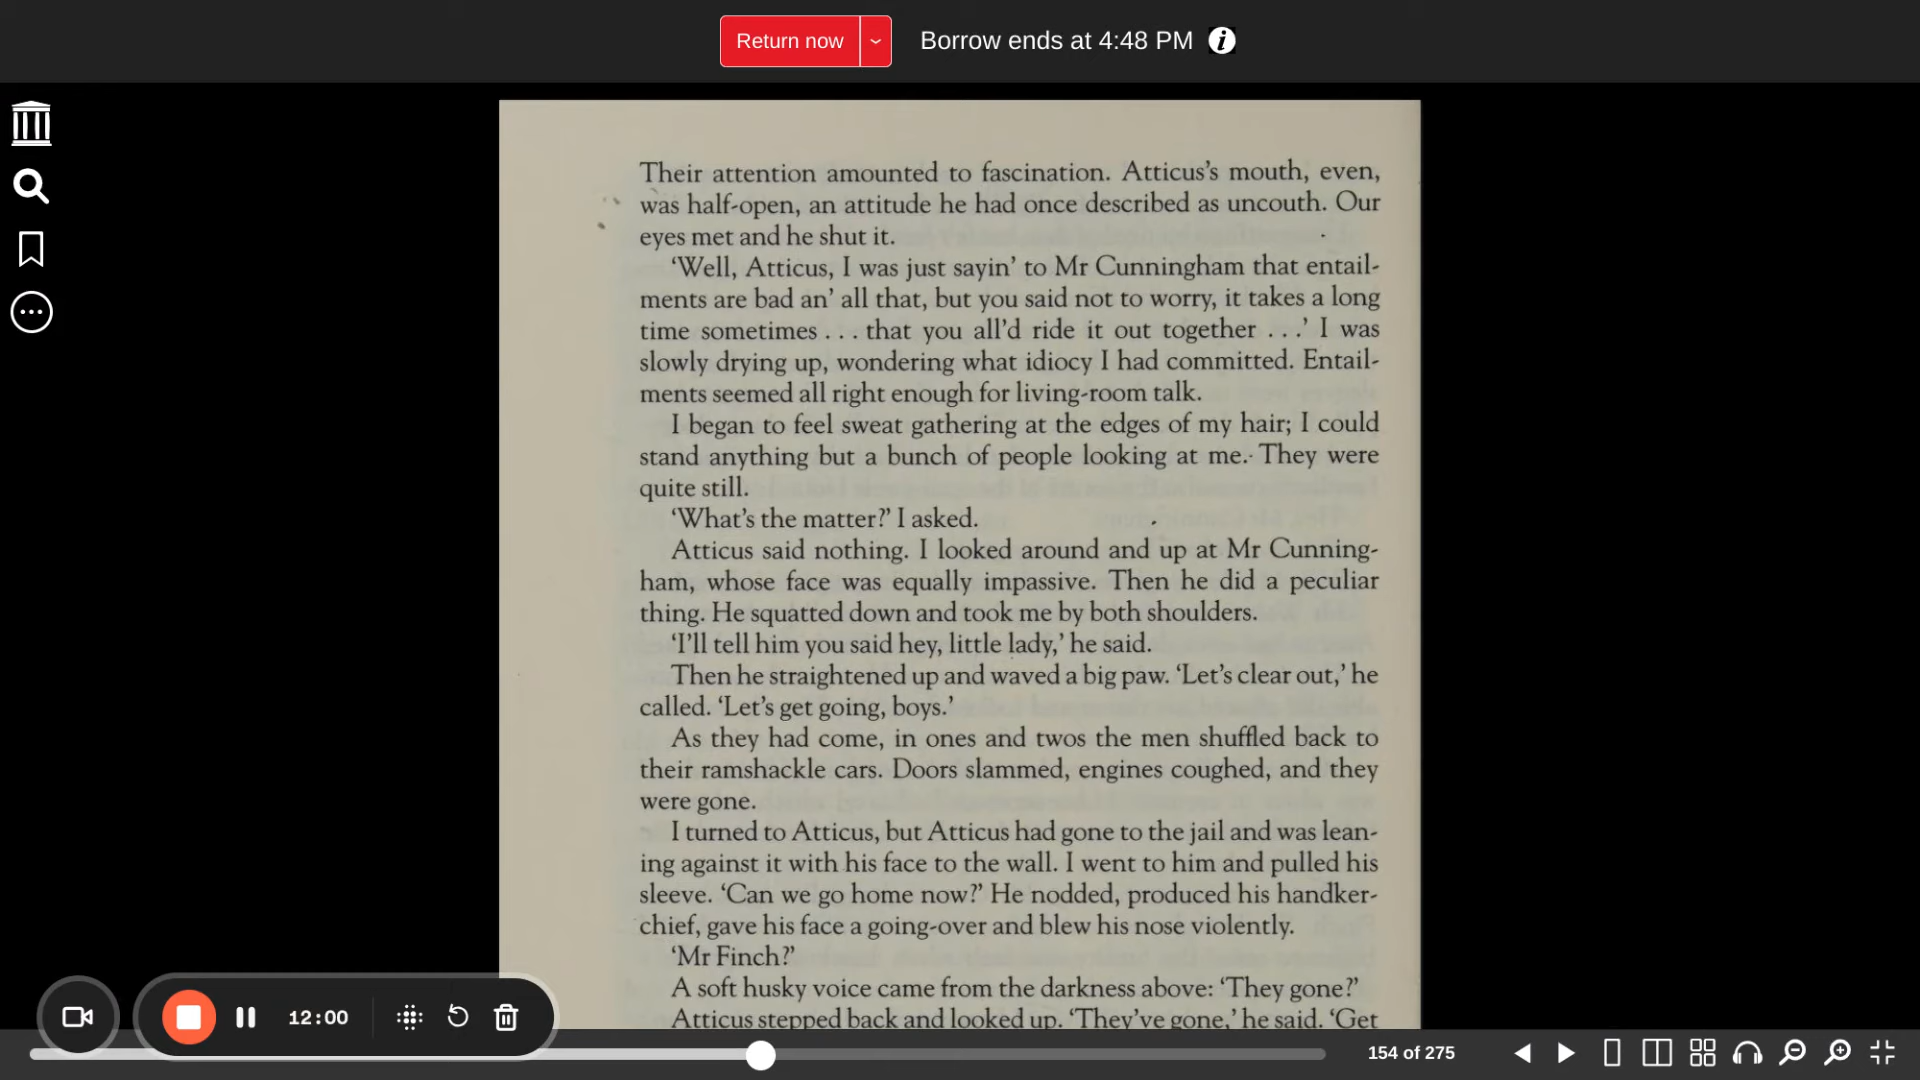 Return now
Borrow ends at 4:48 PM
Their attention amounted to fascination. Atticus's mouth, even,
was half-open, an attitude he had once described as uncouth. Our
eyes met and he shut it.
‘Well, Atticus, I was just sayin’ to Mr Cunningham that entail-
ments are bad an’ all that, but you said not to worry, it takes a long
time sometimes . . . that you all’d ride it out together . . .’ I was
slowly drying up, wondering what idiocy I had committed. Entail-
ments seemed all right enough for living-room talk.
I began to feel sweat gathering at the edges of my hair; I could
stand anything but a bunch of people looking at me. They were
quite still.
‘What’s the matter?’ I asked.
Atticus said nothing. I looked around and up at Mr Cunning-
ham, whose face was equally impassive. Then he did a peculiar
thing. He squatted down and took me by both shoulders.
‘I’ll tell him you said hey, little lady,’ he said.
Then he straightened up and waved a big paw. ‘Let’s clear out,’ he
called. ‘Let’s get going, boys.’
As they had come, in ones and twos the men shuffled back to
their ramshackle cars. Doors slammed, engines coughed, and they
were gone.
I turned to Atticus, but Atticus had gone to the jail and was lean-
ing against it with his face to the wall. I went to him and pulled his
sleeve. ‘Can we go home now?’ He nodded, produced his handker-
chief, gave his face a going-over and blew his nose violently.
‘Mr Finch?’
A soft husky voice came from the darkness above: ‘They gone?’
Atticus stepped back and looked up. ‘They’ve gone,’ he said. ‘Get
12:00
154 of 275